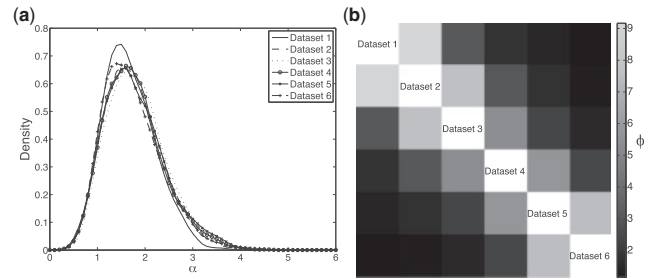 (a)
0.8
0.7
0.6
0.5
0.4
0.3
0.2
0.1
0
Density
0 1 2 3 4 5 6
α
Dataset 1
Dataset 2
Dataset 3
Dataset 4
Dataset 5
Dataset 6
(b)
Dataset 1
Dataset 2
Dataset 3
Dataset 4
Dataset 5
Dataset 6
9
8
7
6
5
4
3
2
ϕ